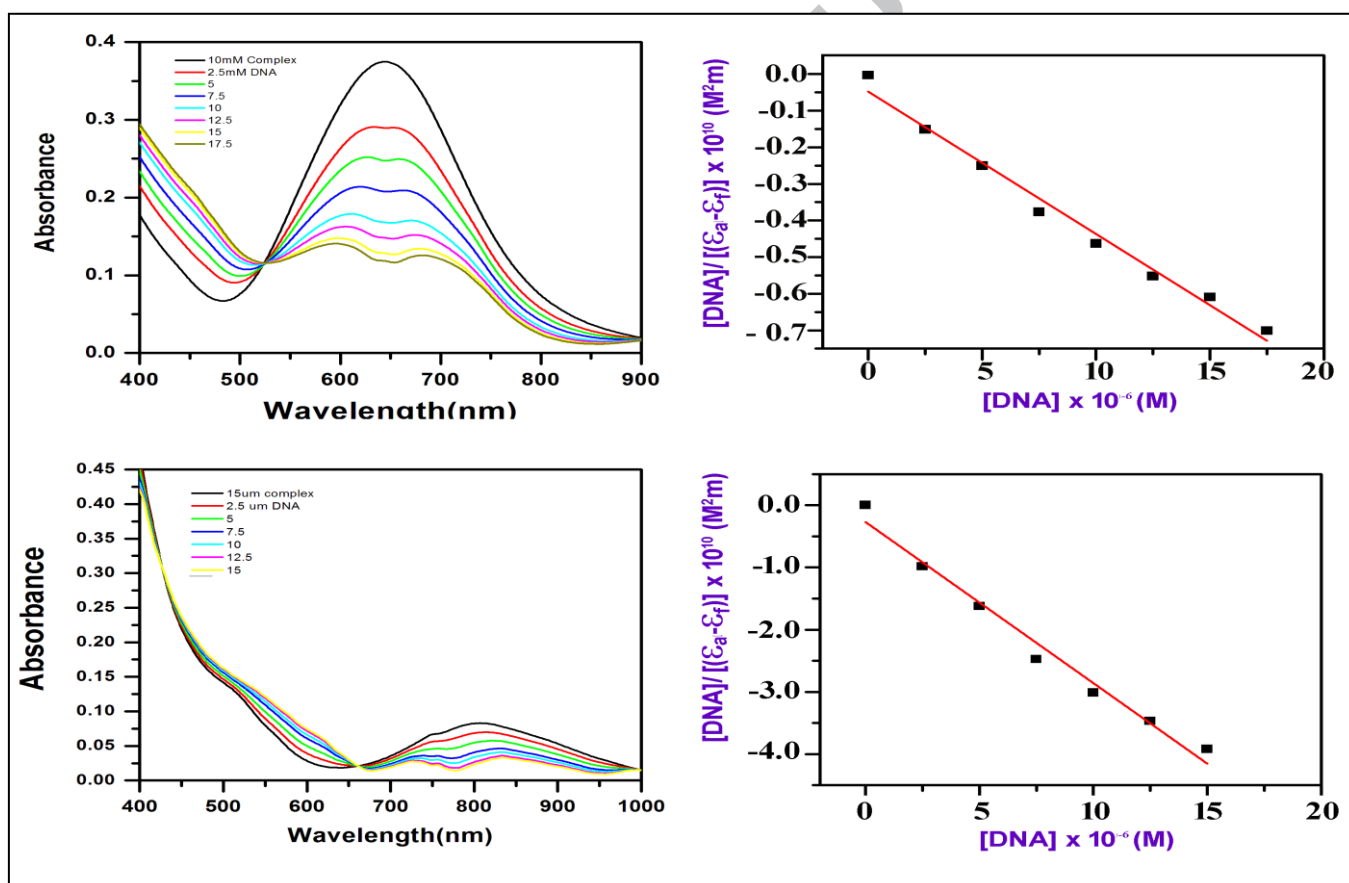 0.4
0.3
0.2
0.1
0.0
Absorbance
10mM Complex
2.5mM DNA
5
7.5
10
12.5
15
17.5
400 500 600 700 800 900
Wavelength(nm)
0.0
-0.1
-0.2
-0.3
-0.4
-0.5
-0.6
- 0.7
[DNA]/ [(εa-εf)] x 10¹⁰ (M²m)
0 5 10 15 20
[DNA] x 10⁻⁶ (M)
0.45
0.40
0.35
0.30
0.25
0.20
0.15
0.10
0.05
0.00
Absorbance
15um complex
2.5 um DNA
5
7.5
10
12.5
15
400 500 600 700 800 900 1000
Wavelength(nm)
0.0
-1.0
-2.0
-3.0
-4.0
[DNA]/ [(εa-εf)] x 10¹⁰ (M²m)
0 5 10 15 20
[DNA] x 10⁻⁶ (M)